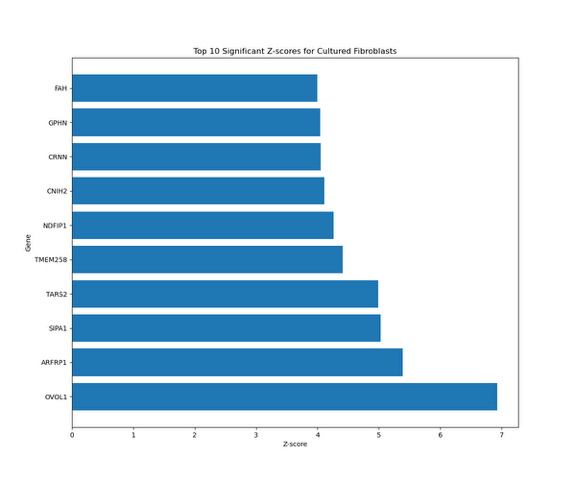 Top 10 Significant Z-scores for Cultured Fibroblasts
FAH
GPHN
CRNN
CNIH2
NDFIP1
TMEM258
TARS2
SIPA1
ARFRP1
OVOL1
Gene
0 1 2 3 4 5 6 7
Z-score